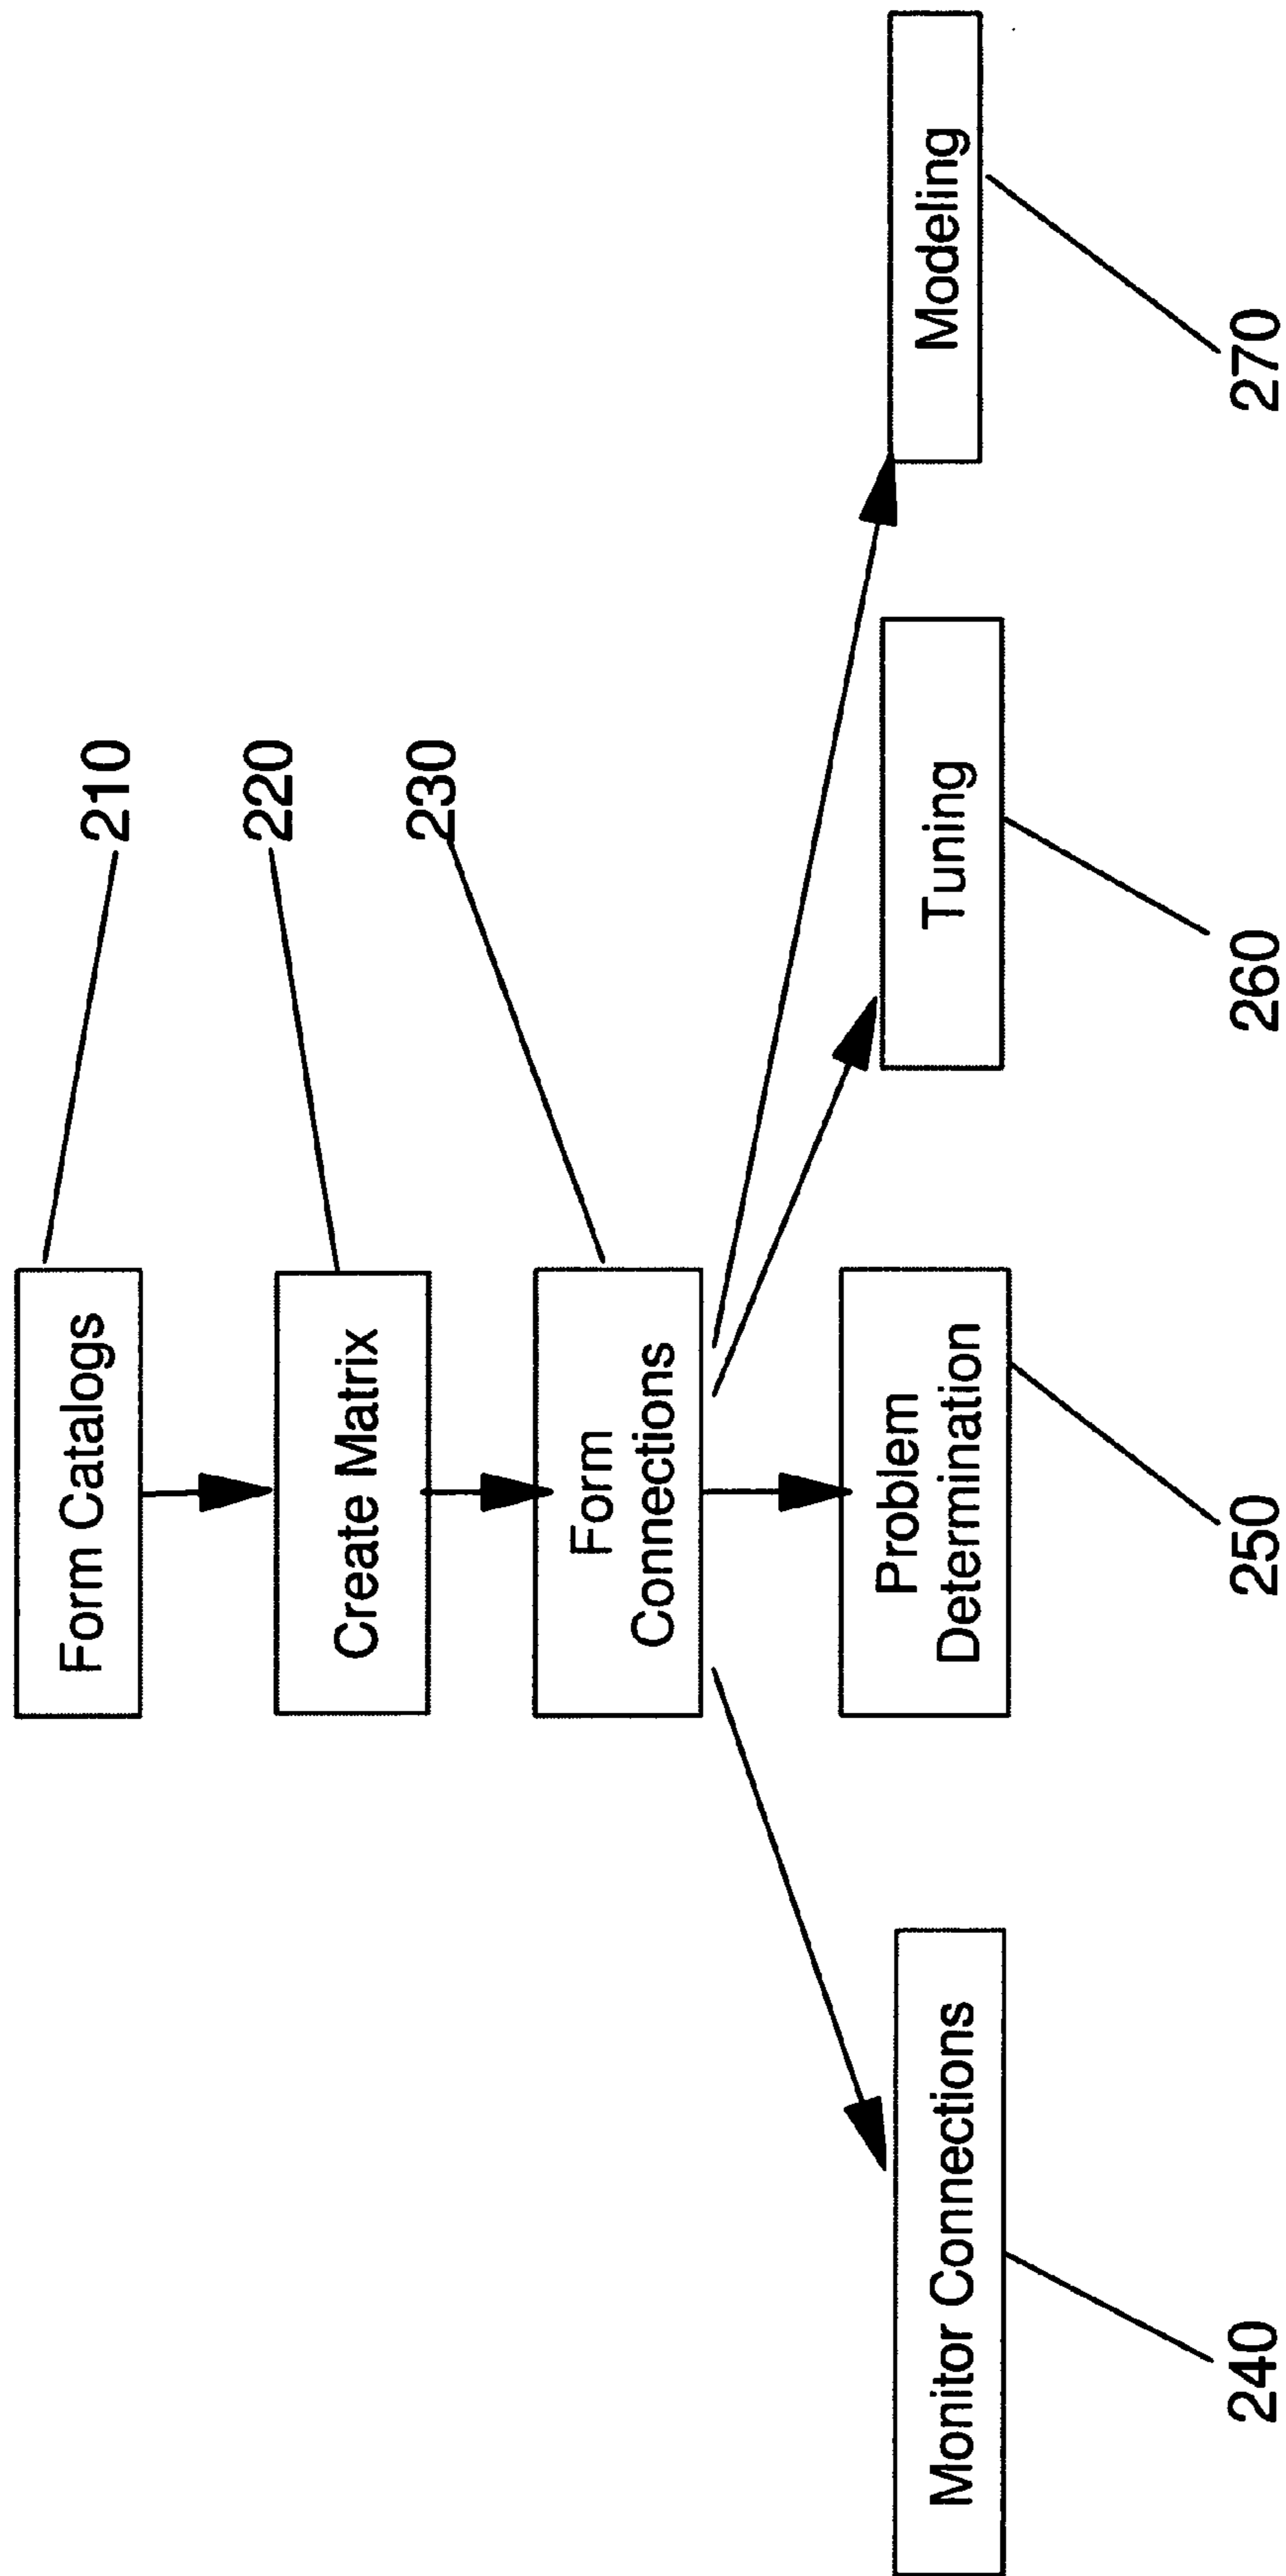 Form Catalogs
210
Create Matrix
220
Form
Connections
230
Monitor Connections
240
Problem
Determination
250
Tuning
260
Modeling
270